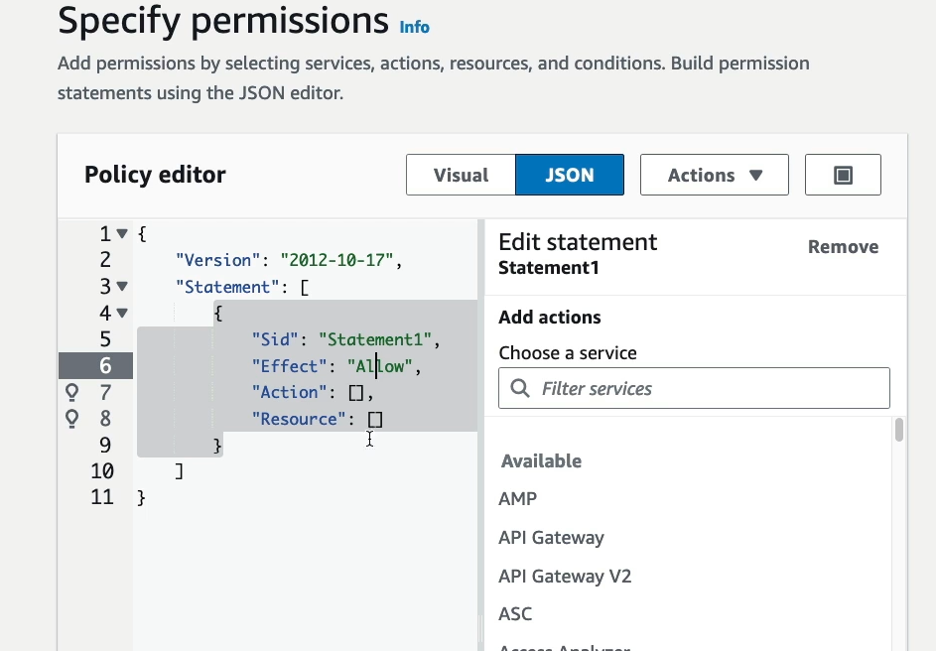 Specify permissions Info
Add permissions by selecting services, actions, resources, and conditions. Build permission
statements using the JSON editor.
Policy editor
Visual
JSON
Actions ▼
1 ▼ {
2 "Version": "2012-10-17",
3 ▼ "Statement": [
4 ▼ {
5 "Sid": "Statement1",
6 "Effect": "Allow",
7 "Action": [],
8 "Resource": []
9 }
10 ]
11 }
Edit statement
Statement1
Remove
Add actions
Choose a service
Filter services
Available
AMP
API Gateway
API Gateway V2
ASC
Access Analyzer